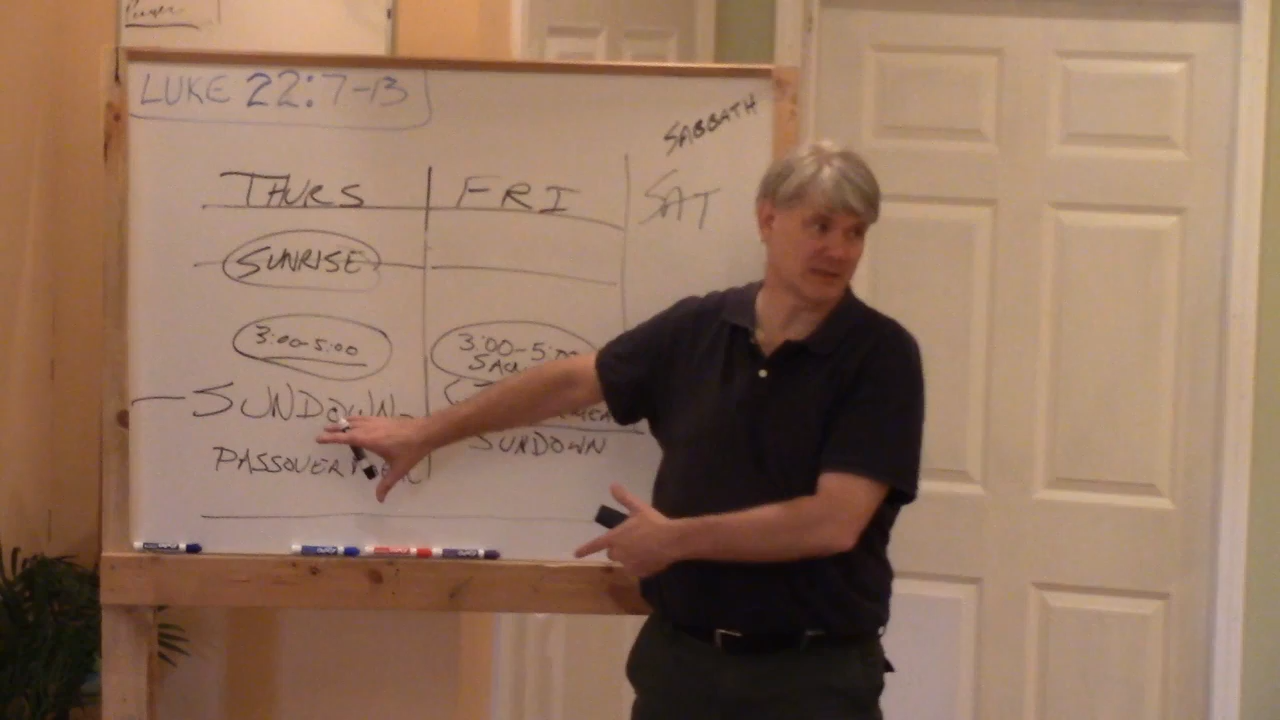 LUKE 22:7-13
SABBATH
THURS FRI SAT
SUNRISE
3:00-5:00 3:00-5:
SUNDOWN
SUNDOWN
PASSOVER